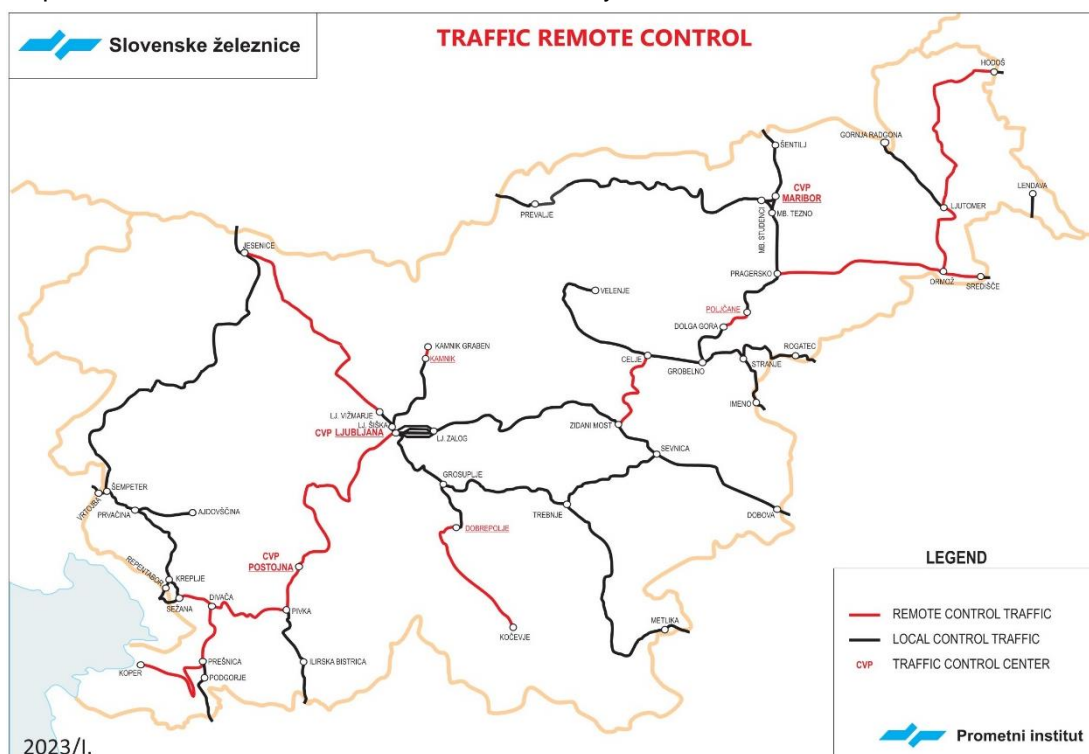 Slovenske železnice
TRAFFIC REMOTE CONTROL
HODOŠ
GORNJA RADGONA
ŠENTILJ
CVP
MARIBOR
LENDAVA
PREVALJE
MB. STUDENCI
MB. TEZNO
LJUTOMER
JESENICE
PRAGERSKO
ORMOŽ
SREDIŠČE
VELENJE
POLJČANE
DOLGA GORA
KAMNIK GRABEN
KAMNIK
CELJE
GROBELNO
STRANJE
ROGATEC
IMENO
LJ. VIŽMARJE
LJ. ŠIŠKA
CVP LJUBLJANA
LJ. ZALOG
ZIDANI MOST
SEVNICA
GROSUPLJE
TREBNJE
DOBOVA
DOBREPOLJE
ŠEMPETER
VRTOJBA
PRVAČINA
AJDOVŠČINA
CVP
POSTOJNA
REPENTABOR
KREPLJE
SEŽANA
DIVAČA
PIVKA
KOČEVJE
METLIKA
KOPER
PREŠNICA
PODGORJE
ILIRSKA BISTRICA
LEGEND
REMOTE CONTROL TRAFFIC
LOCAL CONTROL TRAFFIC
CVP TRAFFIC CONTROL CENTER
2023/I.
Prometni institut